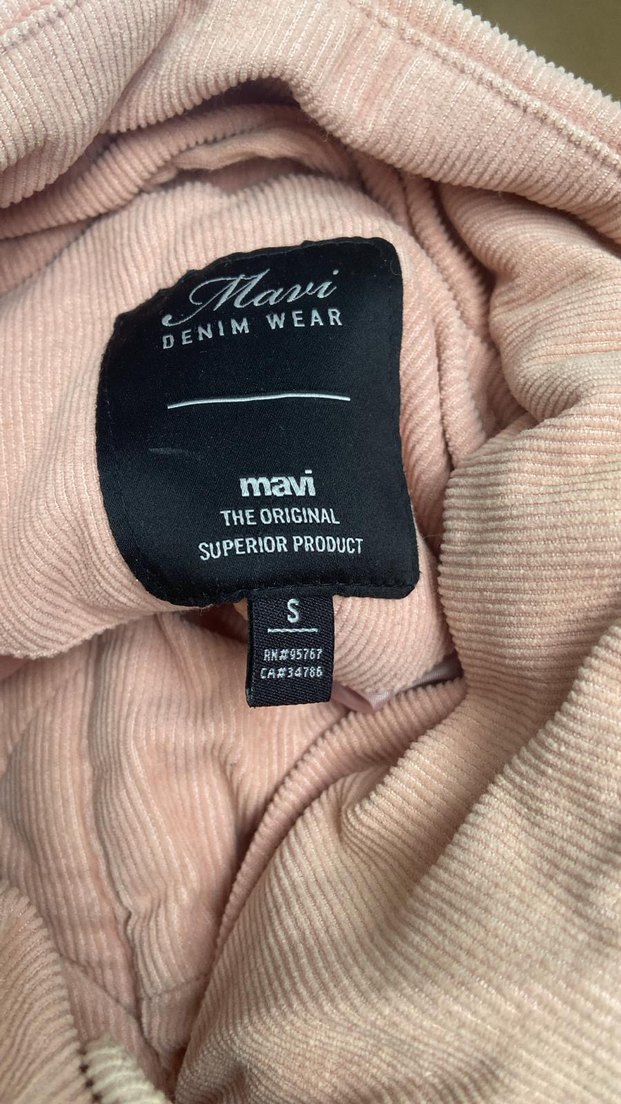 Mavi
DENIM WEAR
mavi
THE ORIGINAL
SUPERIOR PRODUCT
S
RN#95767
CA#34786